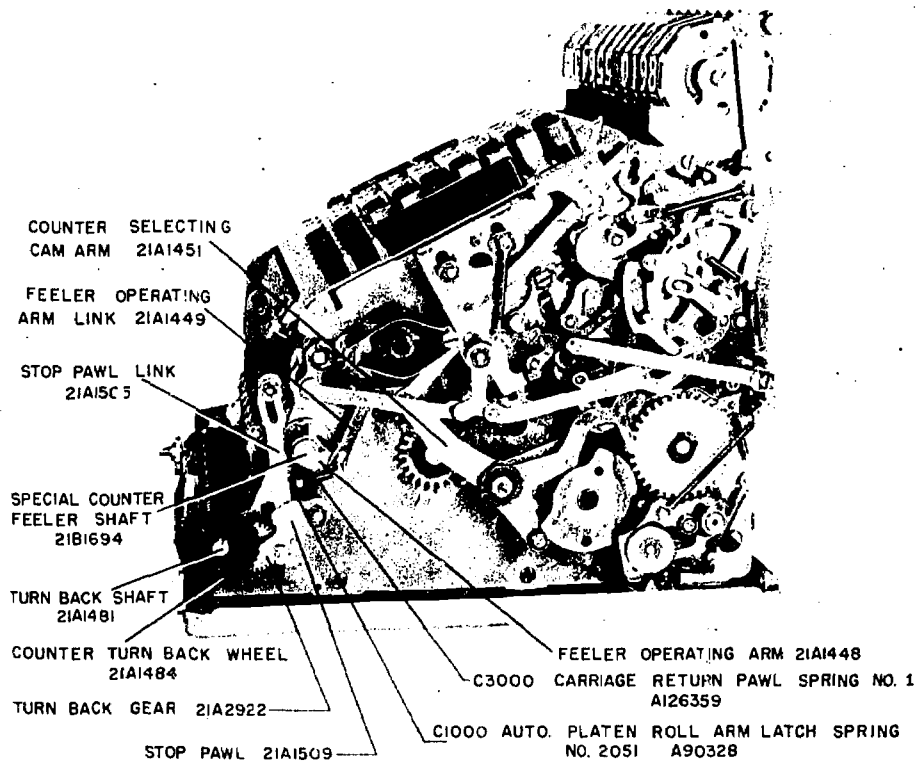 COUNTER SELECTING
CAM ARM 21A1451
FEELER OPERATING
ARM LINK 21A1449
STOP PAWL LINK
SPECIAL COUNTER
FEELER SHAFT
21B1694
TURN BACK SHAFT
21A1481
COUNTER TURN BACK WHEEL
21A1484
TURN BACK GEAR 21A2922
STOP PAWL 21A1509
FEELER OPERATING ARM 21A1448
C3000 CARRIAGE RETURN PAWL SPRING NO. 1
A126359
C1000 AUTO. PLATEN ROLL ARM LATCH SPRING
NO. 2051 A90328